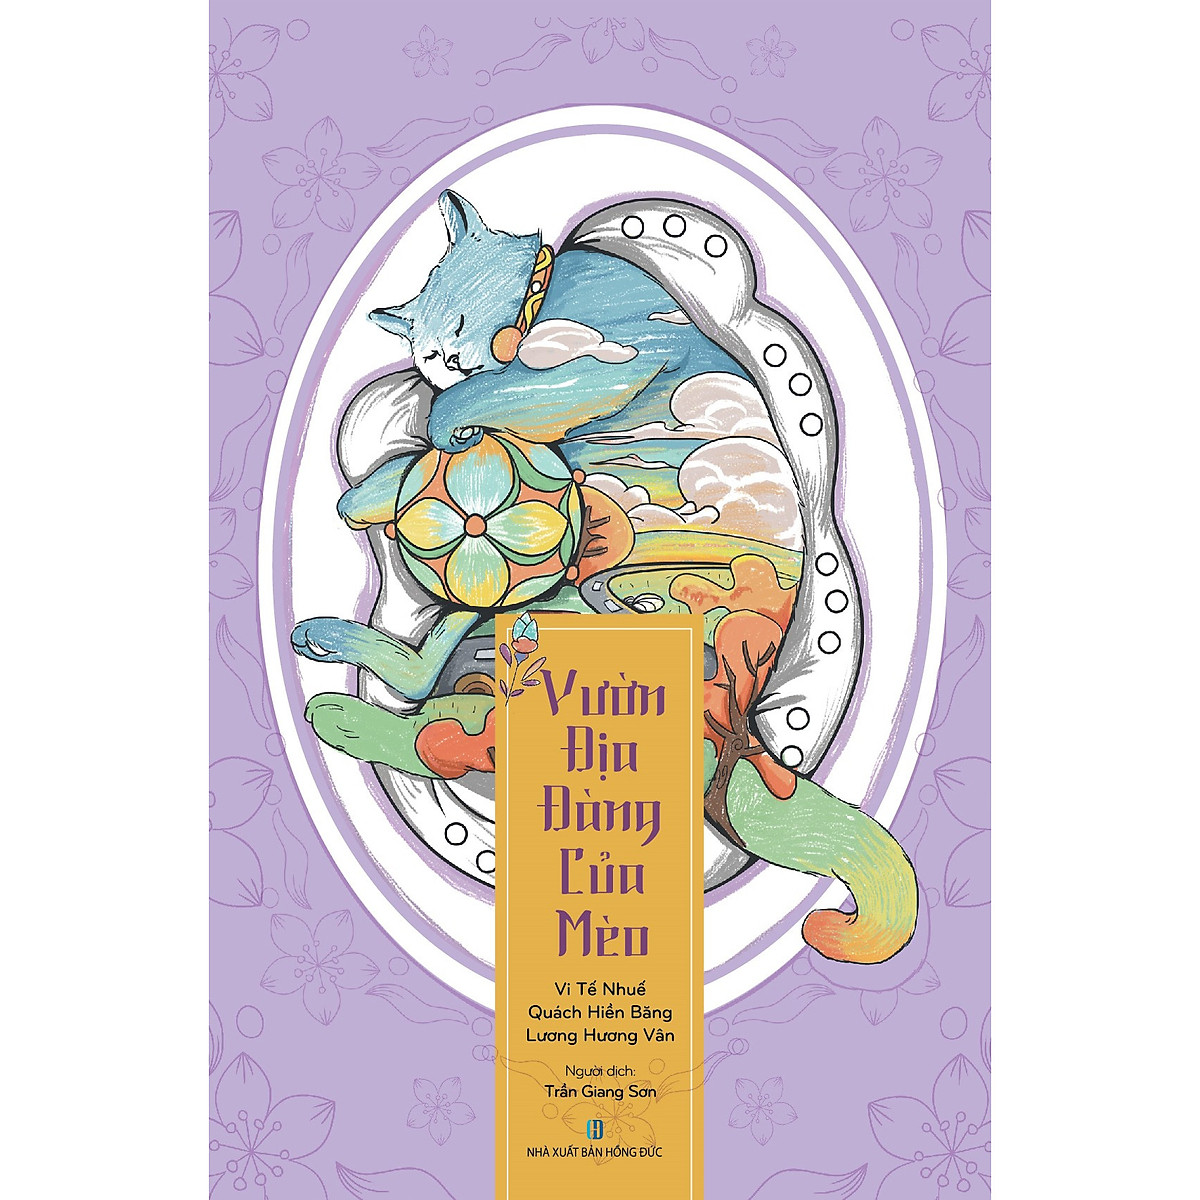 Vườn
Địa
Đàng
Của
Mèo
Vi Tế Nhuế
Quách Hiền Băng
Lương Hương Vân
Người dịch:
Trần Giang Sơn
NHÀ XUẤT BẢN HỒNG ĐỨC